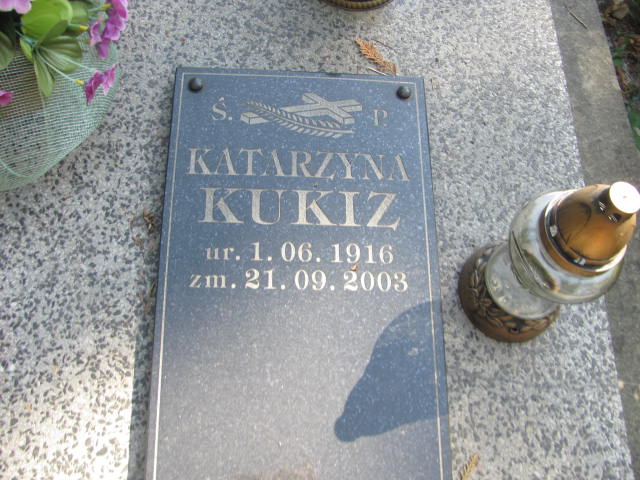 Ś. P.
KATARZYNA
KUKIZ
ur. 1. 06. 1916
zm. 21. 09. 2003